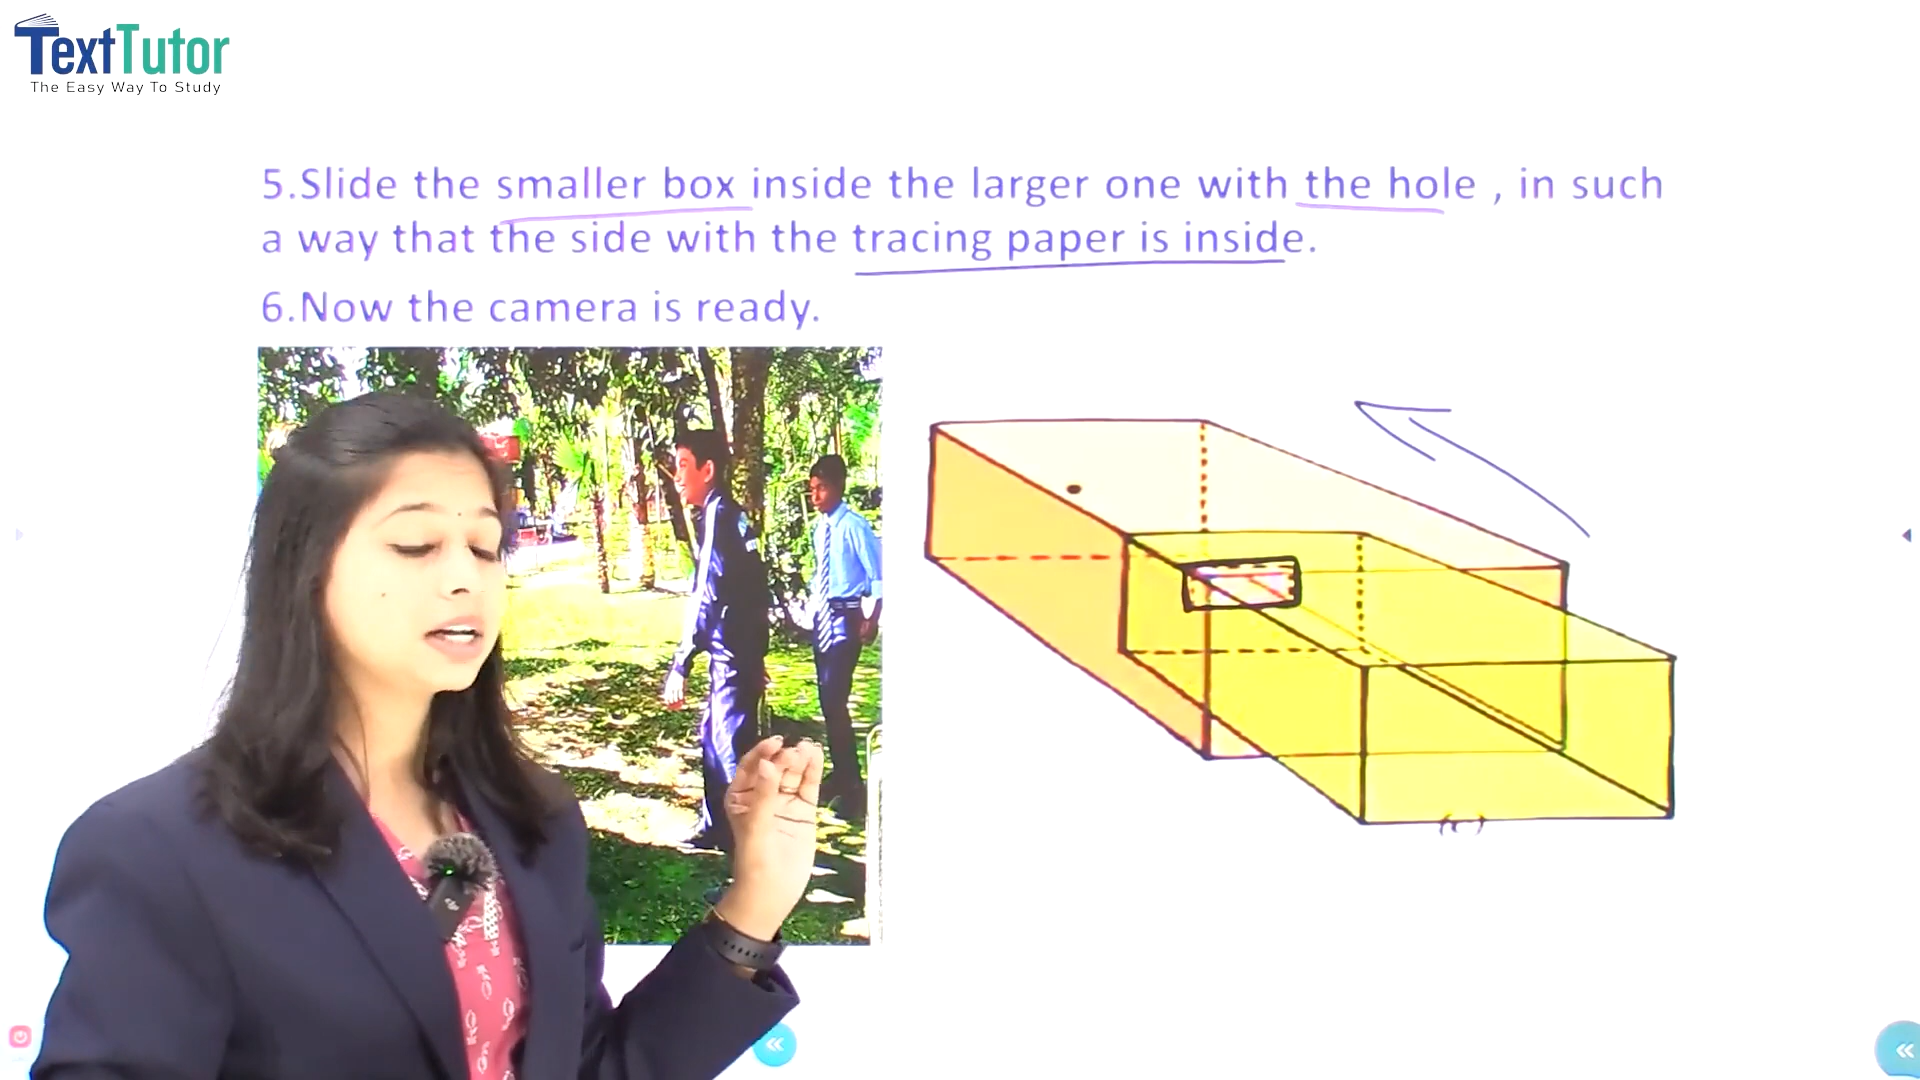 TextTutor
The Easy Way To Study
5.Slide the smaller box inside the larger one with the hole , in such
a way that the side with the tracing paper is inside.
6.Now the camera is ready.
(c)